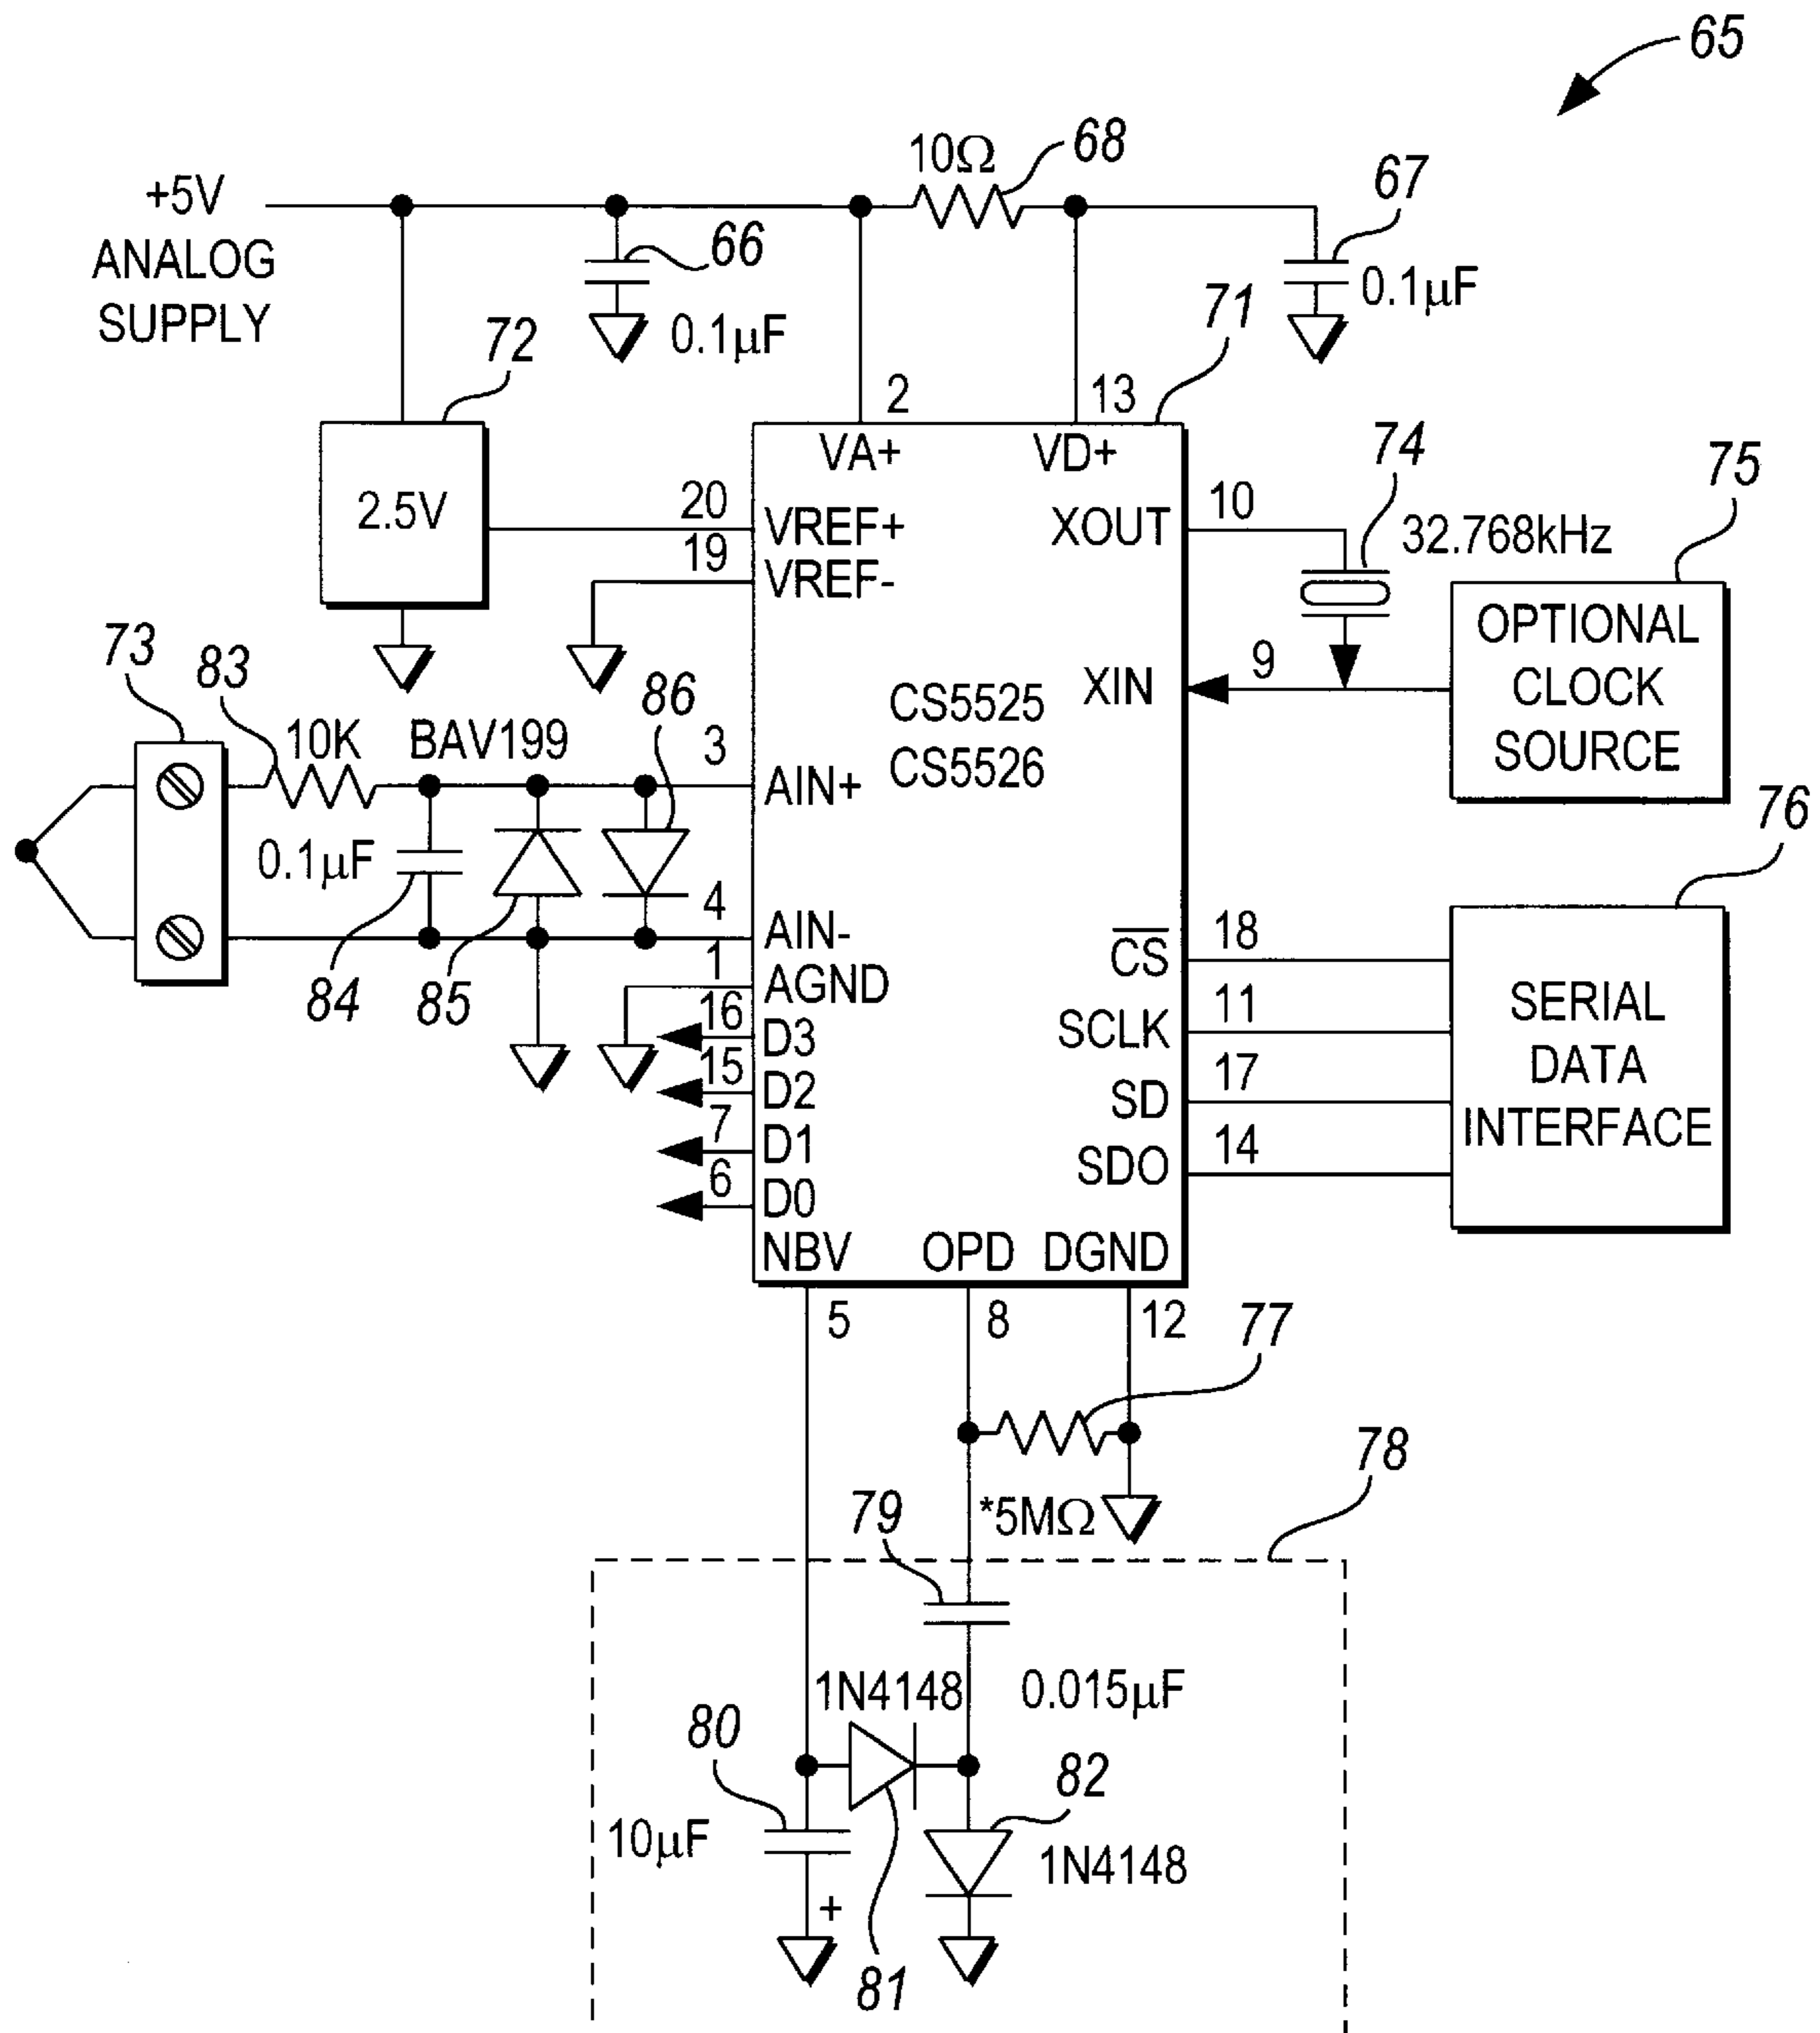 65
10Ω
68
67
+5V
ANALOG
SUPPLY
66
0.1µF
0.1µF
71
72
2
13
VA+
VD+
74
75
2.5V
20
VREF+
19
VREF-
XOUT
10
32.768kHz
OPTIONAL
CLOCK
SOURCE
73
83
10K
BAV199
86
3
AIN+
CS5525
CS5526
XIN
9
76
0.1µF
84
85
4
AIN-
1
AGND
16
D3
15
D2
7
D1
6
D0
CS
18
SCLK
11
SD
17
SDO
14
SERIAL
DATA
INTERFACE
NBV
OPD
DGND
5
8
12
77
78
79
*5MΩ
1N4148
0.015µF
80
82
10µF
1N4148
+
81